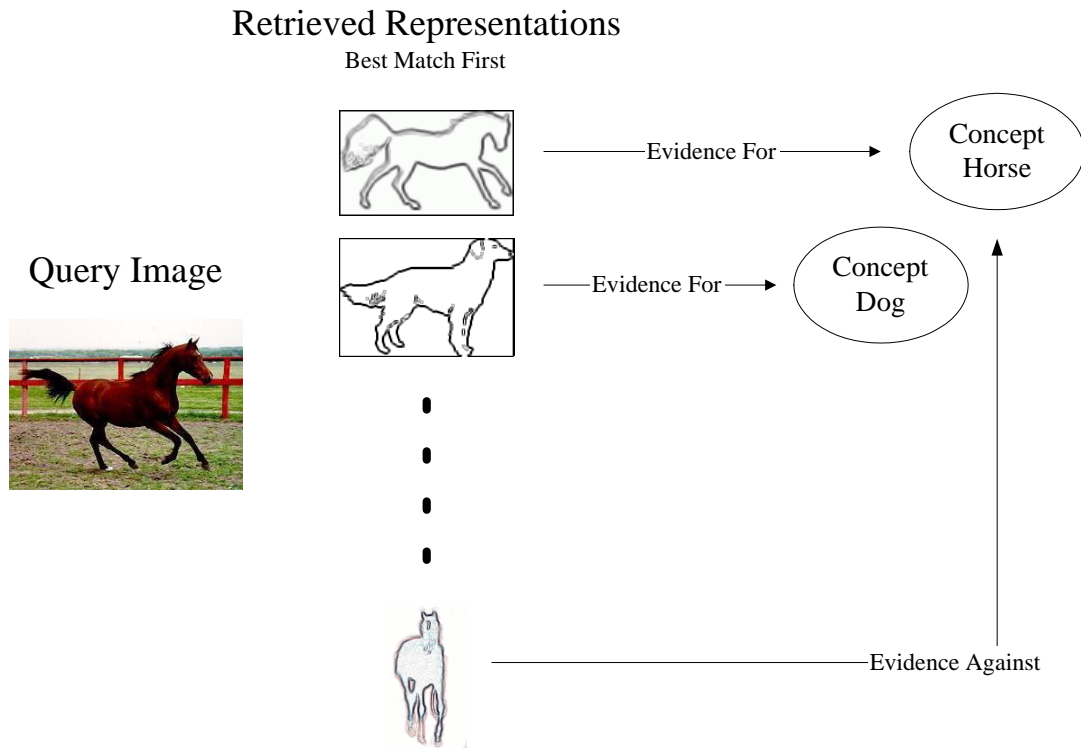 Retrieved Representations
Best Match First
Evidence For
Concept
Horse
Query Image
Evidence For
Concept
Dog
Evidence Against